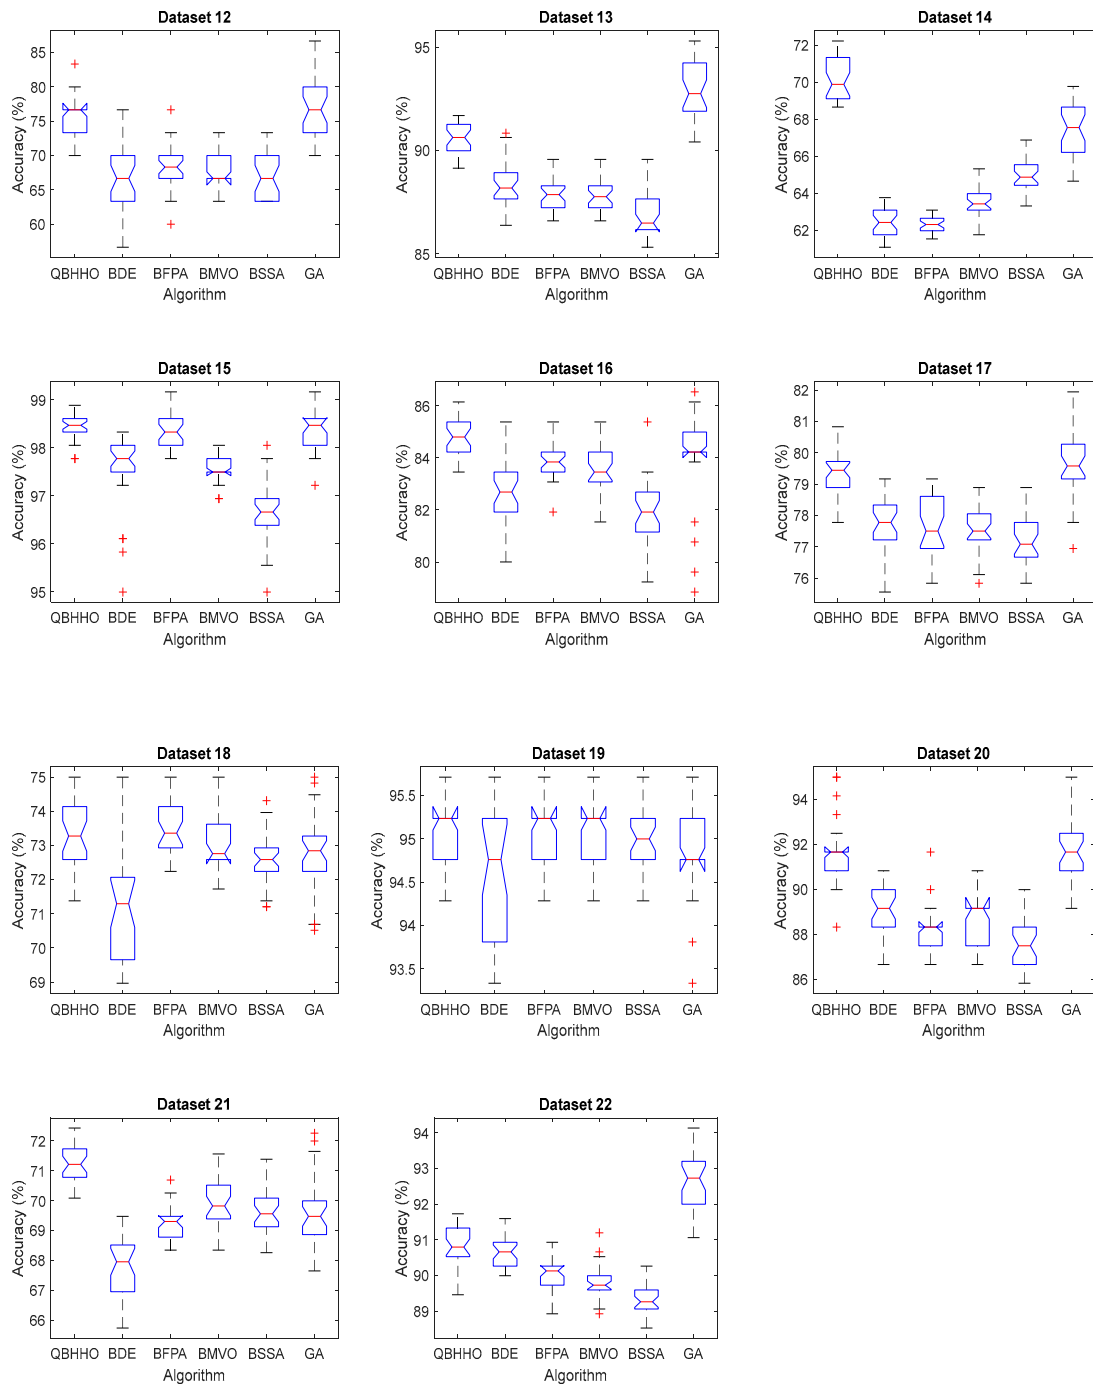 Dataset 12
Accuracy (%)
85
80
75
70
65
60
QBHHO BDE BFPA BMVO BSSA GA
Algorithm
Dataset 13
Accuracy (%)
95
90
85
QBHHO BDE BFPA BMVO BSSA GA
Algorithm
Dataset 14
Accuracy (%)
72
70
68
66
64
62
QBHHO BDE BFPA BMVO BSSA GA
Algorithm
Dataset 15
Accuracy (%)
99
98
97
96
95
QBHHO BDE BFPA BMVO BSSA GA
Algorithm
Dataset 16
Accuracy (%)
86
84
82
80
QBHHO BDE BFPA BMVO BSSA GA
Algorithm
Dataset 17
Accuracy (%)
82
81
80
79
78
77
76
QBHHO BDE BFPA BMVO BSSA GA
Algorithm
Dataset 18
Accuracy (%)
75
74
73
72
71
70
69
QBHHO BDE BFPA BMVO BSSA GA
Algorithm
Dataset 19
Accuracy (%)
95.5
95
94.5
94
93.5
QBHHO BDE BFPA BMVO BSSA GA
Algorithm
Dataset 20
Accuracy (%)
94
92
90
88
86
QBHHO BDE BFPA BMVO BSSA GA
Algorithm
Dataset 21
Accuracy (%)
72
71
70
69
68
67
66
QBHHO BDE BFPA BMVO BSSA GA
Algorithm
Dataset 22
Accuracy (%)
94
93
92
91
90
89
QBHHO BDE BFPA BMVO BSSA GA
Algorithm